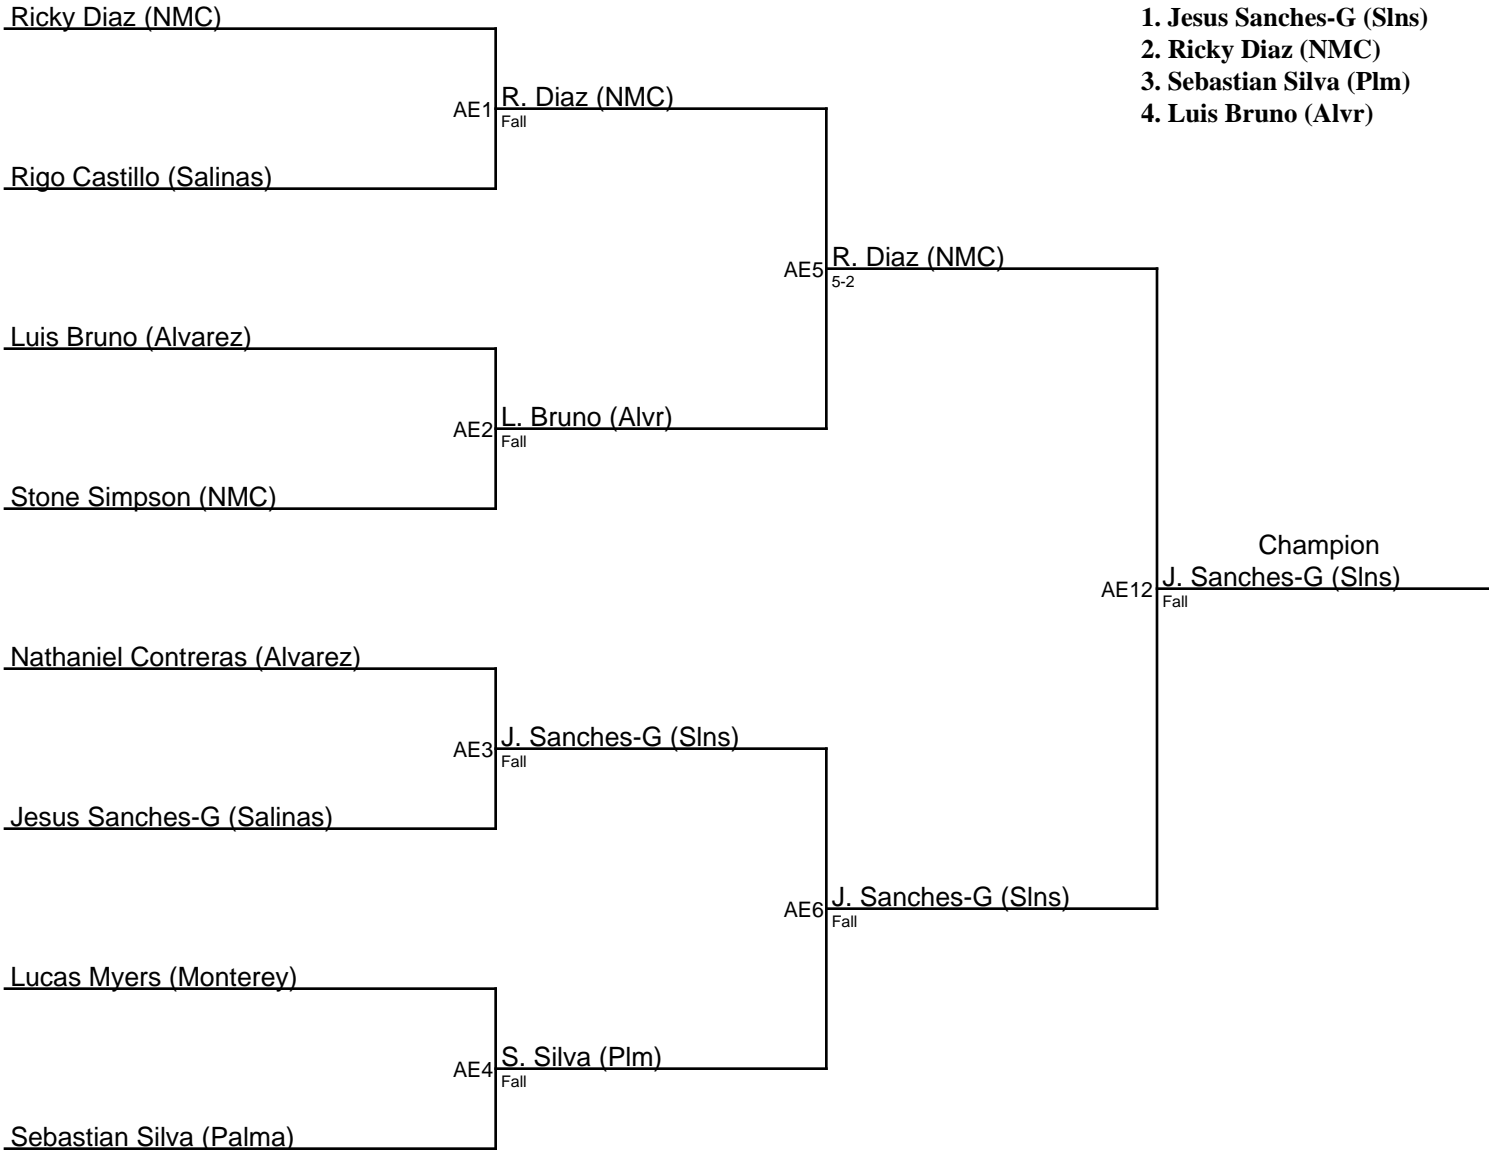 Ricky Diaz (NMC)
1. Jesus Sanches-G (Slns)
2. Ricky Diaz (NMC)
3. Sebastian Silva (Plm)
4. Luis Bruno (Alvr)
AE1
R. Diaz (NMC)
Fall
Rigo Castillo (Salinas)
AE5
R. Diaz (NMC)
5-2
Luis Bruno (Alvarez)
AE2
L. Bruno (Alvr)
Fall
Stone Simpson (NMC)
Champion
AE12
J. Sanches-G (Slns)
Fall
Nathaniel Contreras (Alvarez)
AE3
J. Sanches-G (Slns)
Fall
Jesus Sanches-G (Salinas)
AE6
J. Sanches-G (Slns)
Fall
Lucas Myers (Monterey)
AE4
S. Silva (Plm)
Fall
Sebastian Silva (Palma)